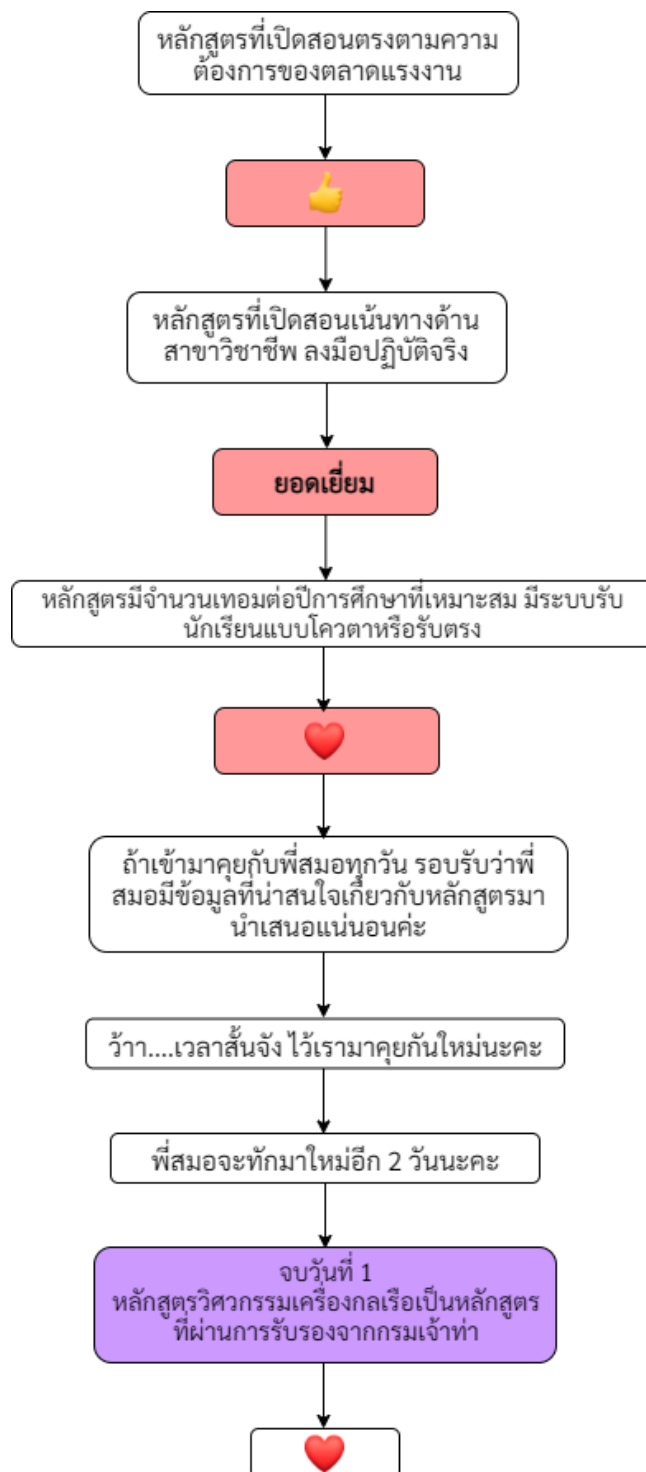 หลักสูตรที่เปิดสอนตรงตามความ
ต้องการของตลาดแรงงาน
👍
หลักสูตรที่เปิดสอนเน้นทางด้าน
สาขาวิชาชีพ ลงมือปฏิบัติจริง
ยอดเยี่ยม
หลักสูตรมีจำนวนเทอมต่อปีการศึกษาที่เหมาะสม มีระบบรับ
นักเรียนแบบโควตาหรือรับตรง
❤️
ถ้าเข้ามาคุยกับพี่สมอทุกวัน รอบรับว่าพี่
สมอมีข้อมูลที่น่าสนใจเกี่ยวกับหลักสูตรมา
นำเสนอแน่นอนค่ะ
ว้าา....เวลาสั้นจัง ไว้เรามาคุยกันใหม่นะคะ
พี่สมอจะทักมาใหม่อีก 2 วันนะคะ
จบวันที่ 1
หลักสูตรวิศวกรรมเครื่องกลเรือเป็นหลักสูตร
ที่ผ่านการรับรองจากกรมเจ้าท่า
❤️